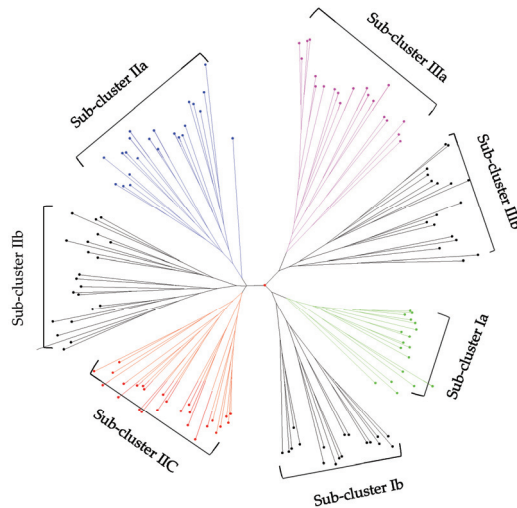 Sub-cluster IIa
Sub-cluster IIIa
Sub-cluster IIIb
Sub-cluster IIb
Sub-cluster Ia
Sub-cluster IIC
Sub-cluster Ib